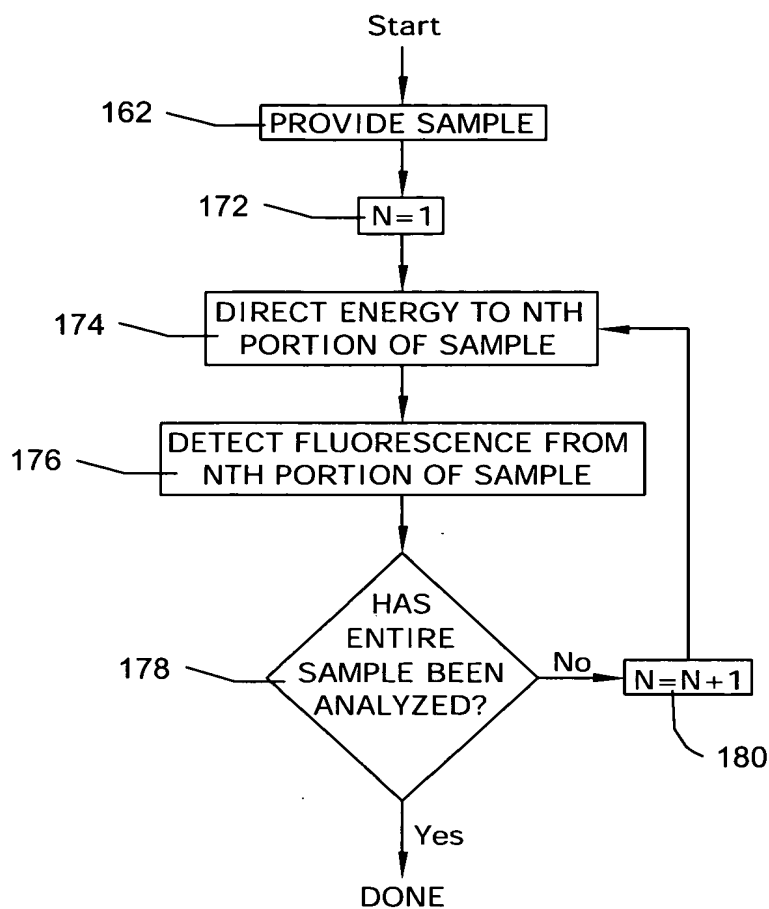 Start
162
PROVIDE SAMPLE
172
N=1
174
DIRECT ENERGY TO NTH
PORTION OF SAMPLE
176
DETECT FLUORESCENCE FROM
NTH PORTION OF SAMPLE
178
HAS
ENTIRE
SAMPLE BEEN
ANALYZED?
No
N=N+1
180
Yes
DONE